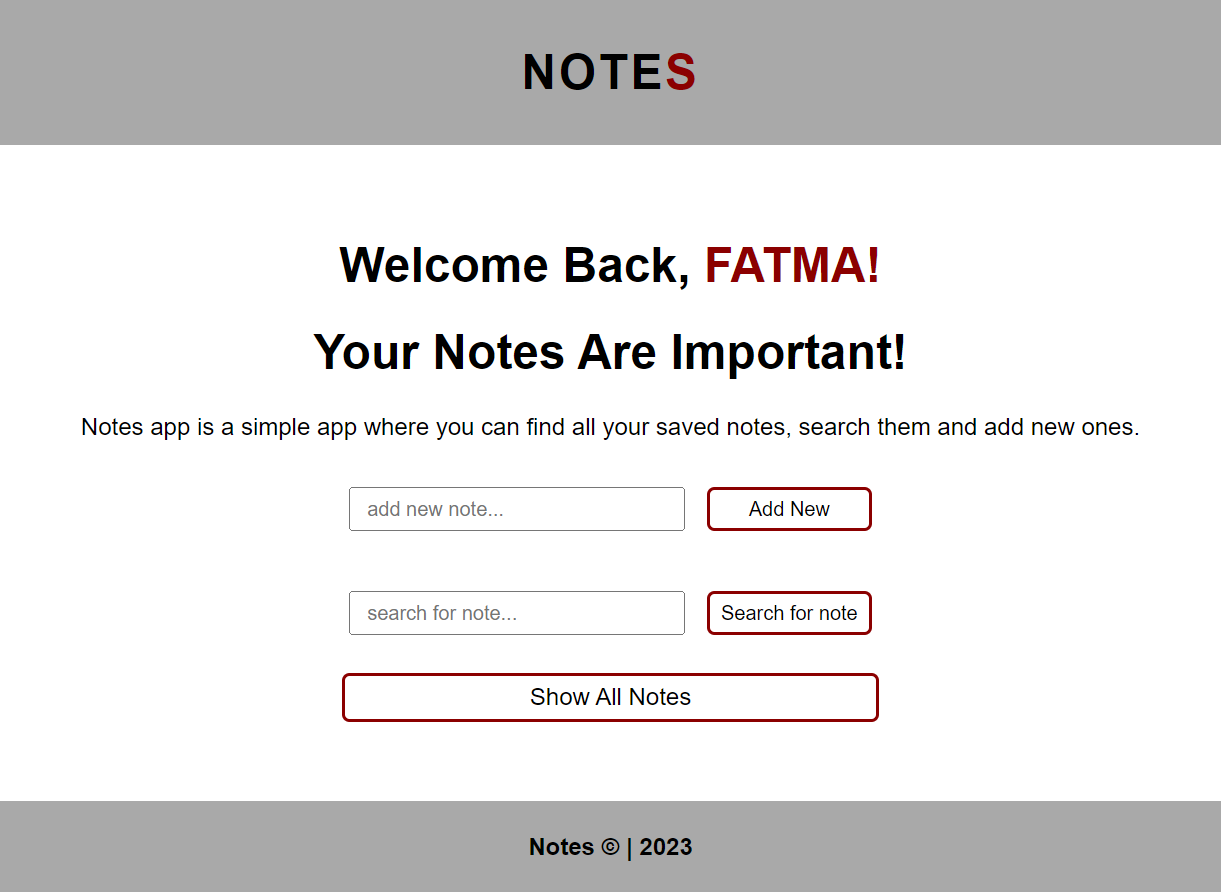 NOTES
Welcome Back, FATMA!
Your Notes Are Important!
Notes app is a simple app where you can find all your saved notes, search them and add new ones.
add new note... Add New
search for note... Search for note
Show All Notes
Notes © | 2023